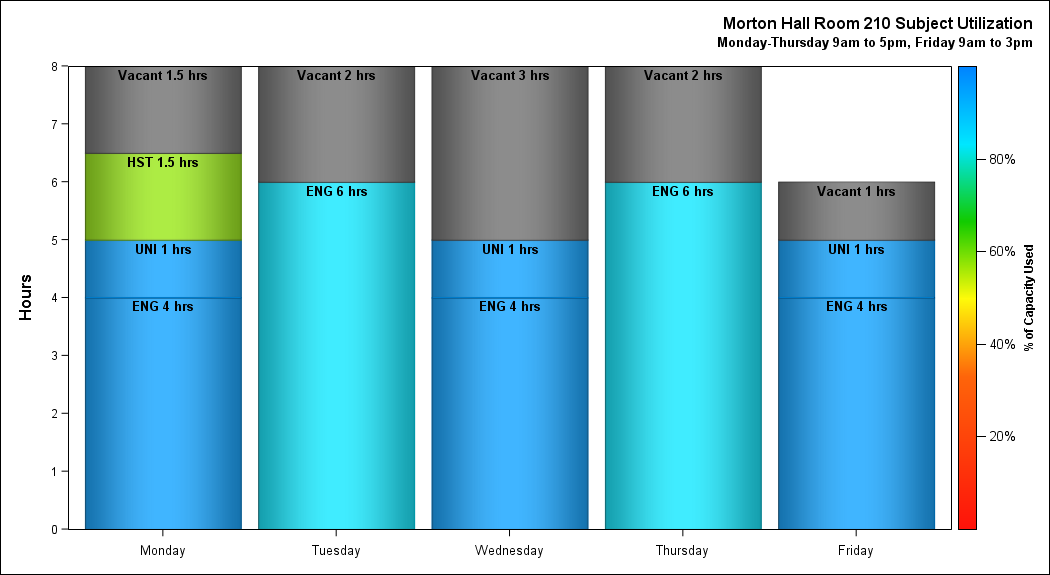 Morton Hall Room 210 Subject Utilization
Monday-Thursday 9am to 5pm, Friday 9am to 3pm
Hours
8
7
6
5
4
3
2
1
0
Vacant 1.5 hrs
HST 1.5 hrs
UNI 1 hrs
ENG 4 hrs
Vacant 2 hrs
ENG 6 hrs
Vacant 3 hrs
UNI 1 hrs
ENG 4 hrs
Vacant 2 hrs
ENG 6 hrs
Vacant 1 hrs
UNI 1 hrs
ENG 4 hrs
Monday
Tuesday
Wednesday
Thursday
Friday
80%
60%
40%
20%
% of Capacity Used